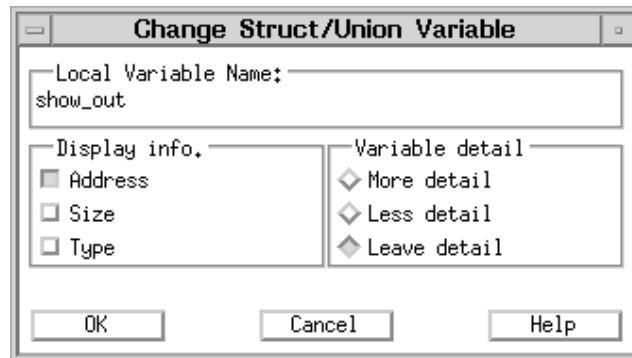 Change Struct/Union Variable
Local Variable Name:
show_out
Display info.
Address
Size
Type
Variable detail
More detail
Less detail
Leave detail
OK
Cancel
Help